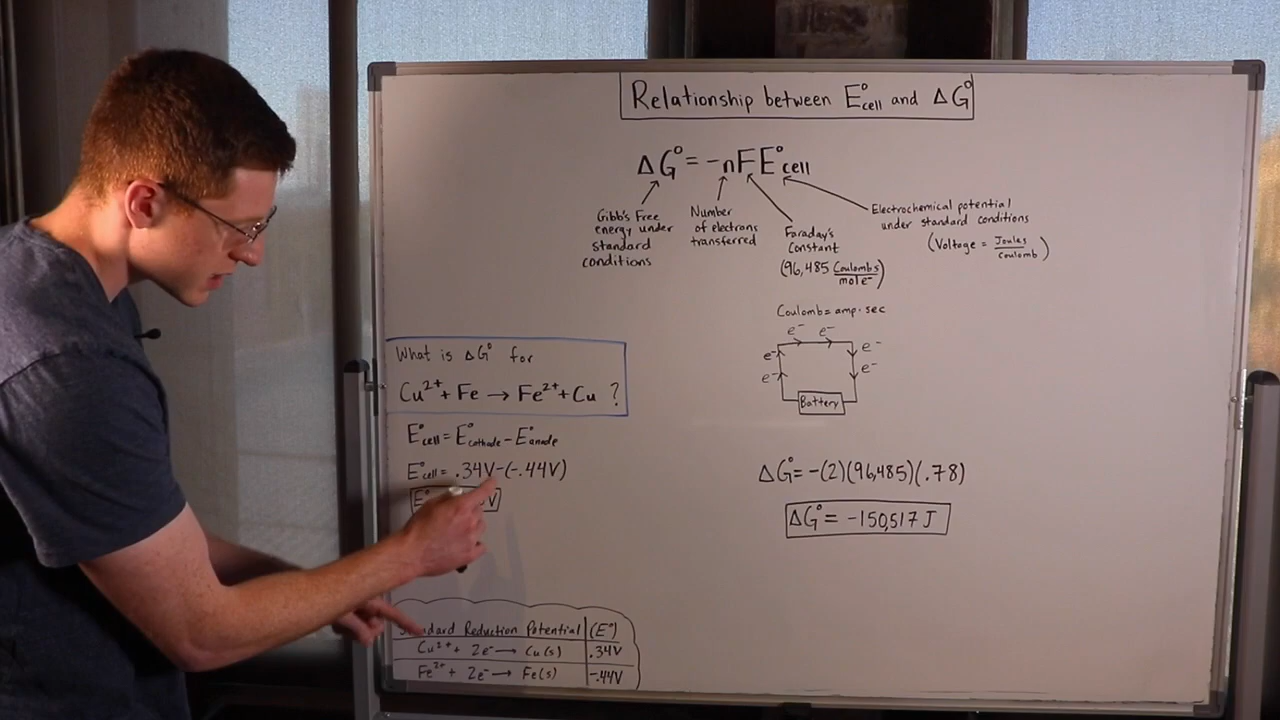 Relationship between E°cell and ΔG°
ΔG° = -nFE°cell
Gibb's Free
energy under
standard
conditions
Number
of electrons
transferred
Faraday's
Constant
(96,485 Coulombs/mol e⁻)
Electrochemical potential
under standard conditions
(Voltage = Joules/Coulomb)
Coulomb = amp · sec
e⁻ e⁻
e⁻ e⁻
e⁻ e⁻
Battery
What is ΔG° for
Cu²⁺ + Fe → Fe²⁺ + Cu ?
E°cell = E°cathode - E°anode
E°cell = .34V-(-.44V)
E° V
ΔG° = -(2)(96,485)(.78)
ΔG° = -150,517 J
Reduction Potential (E°)
Cu²⁺ + 2e⁻ → Cu(s) .34V
Fe²⁺ + 2e⁻ → Fe(s) -.44V